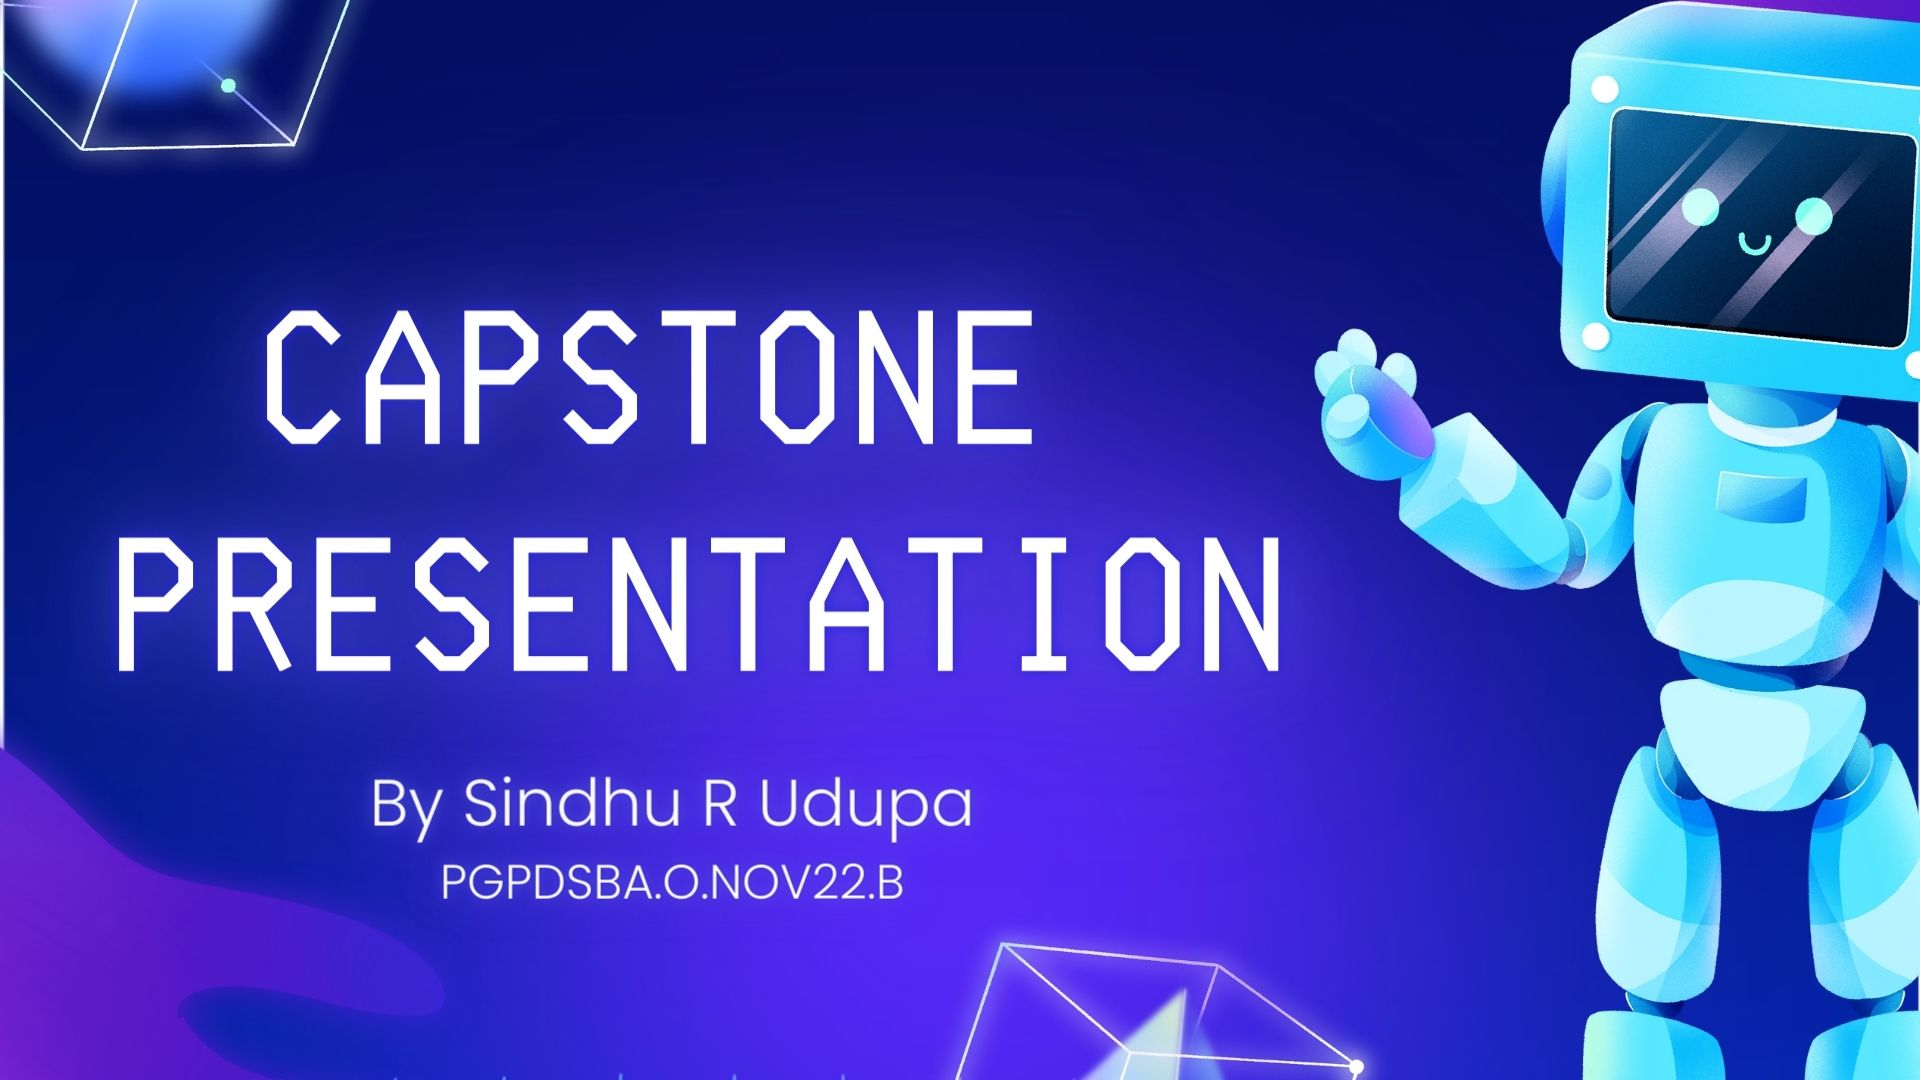 CAPSTONE
PRESENTATION
By Sindhu R Udupa
PGPDSBA.O.NOV22.B